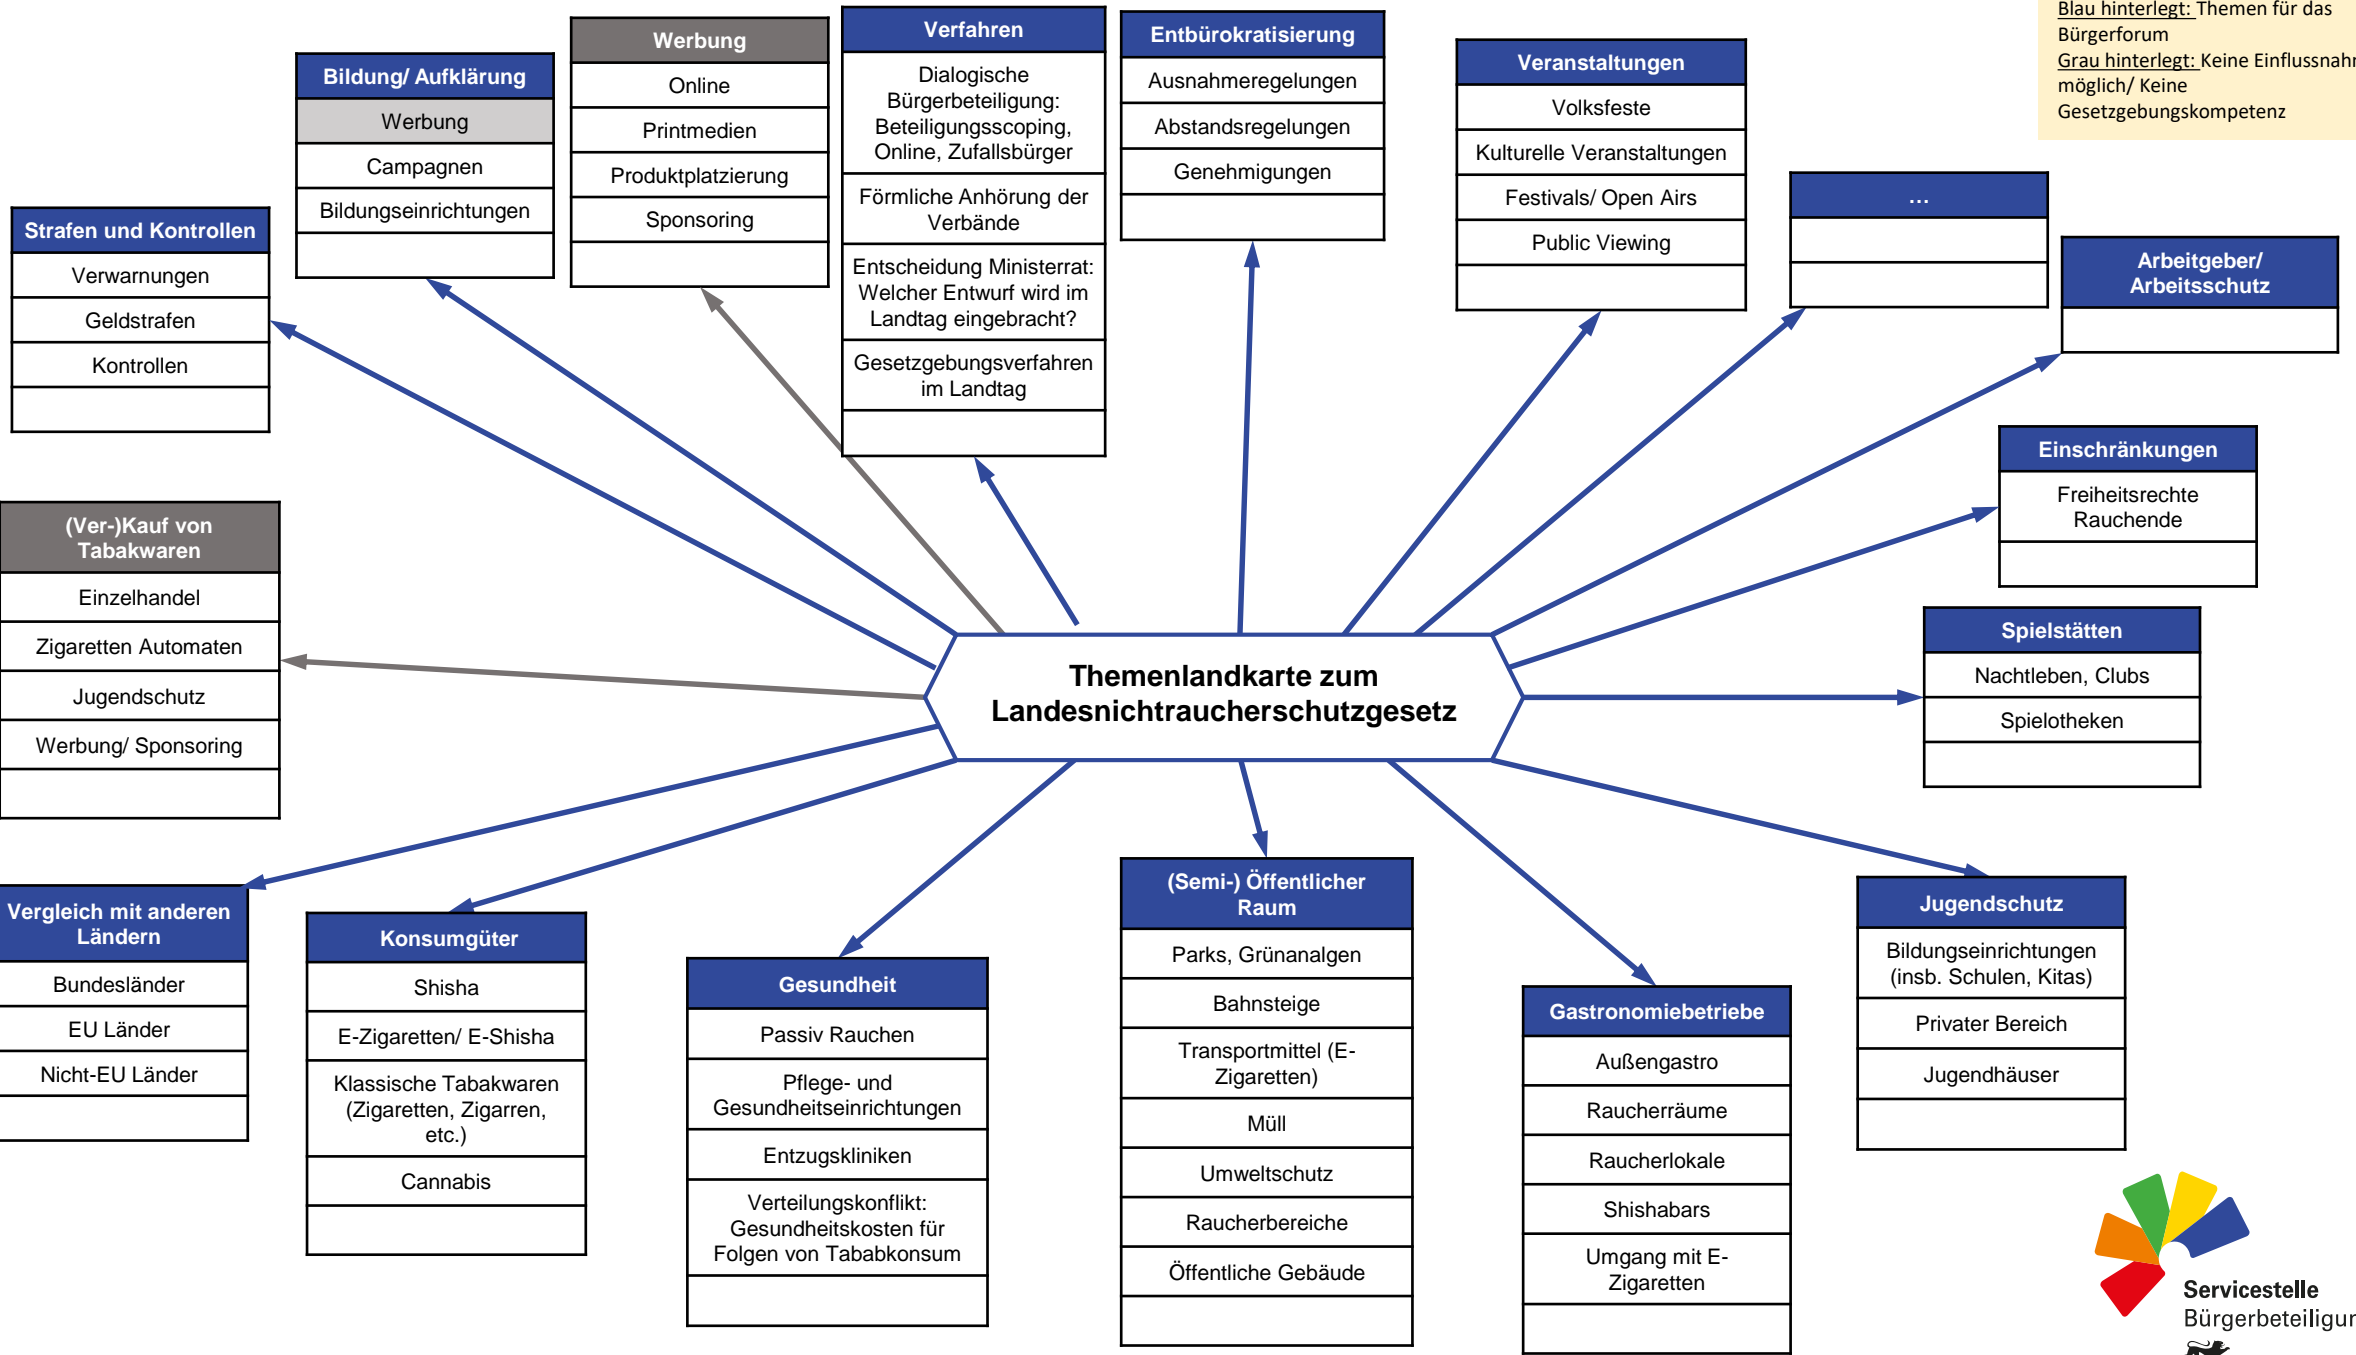 Blau hinterlegt: Themen für das
Bürgerforum
Grau hinterlegt: Keine Einflussnahm
möglich/ Keine
Gesetzgebungskompetenz
Strafen und Kontrollen
Verwarnungen
Geldstrafen
Kontrollen
Bildung/ Aufklärung
Werbung
Campagnen
Bildungseinrichtungen
Werbung
Online
Printmedien
Produktplatzierung
Sponsoring
Verfahren
Dialogische
Bürgerbeteiligung:
Beteiligungsscoping,
Online, Zufallsbürger
Förmliche Anhörung der
Verbände
Entscheidung Ministerrat:
Welcher Entwurf wird im
Landtag eingebracht?
Gesetzgebungsverfahren
im Landtag
Entbürokratisierung
Ausnahmeregelungen
Abstandsregelungen
Genehmigungen
Veranstaltungen
Volksfeste
Kulturelle Veranstaltungen
Festivals/ Open Airs
Public Viewing
...
Arbeitgeber/
Arbeitsschutz
Einschränkungen
Freiheitsrechte
Rauchende
(Ver-)Kauf von
Tabakwaren
Einzelhandel
Zigaretten Automaten
Jugendschutz
Werbung/ Sponsoring
Themenlandkarte zum
Landesnichtraucherschutzgesetz
Spielstätten
Nachtleben, Clubs
Spielotheken
Vergleich mit anderen
Ländern
Bundesländer
EU Länder
Nicht-EU Länder
Konsumgüter
Shisha
E-Zigaretten/ E-Shisha
Klassische Tabakwaren
(Zigaretten, Zigarren,
etc.)
Cannabis
Gesundheit
Passiv Rauchen
Pflege- und
Gesundheitseinrichtungen
Entzugskliniken
Verteilungskonflikt:
Gesundheitskosten für
Folgen von Tababkonsum
(Semi-) Öffentlicher
Raum
Parks, Grünanalgen
Bahnsteige
Transportmittel (E-
Zigaretten)
Müll
Umweltschutz
Raucherbereiche
Öffentliche Gebäude
Gastronomiebetriebe
Außengastro
Raucherräume
Raucherlokale
Shishabars
Umgang mit E-
Zigaretten
Jugendschutz
Bildungseinrichtungen
(insb. Schulen, Kitas)
Privater Bereich
Jugendhäuser
Servicestelle
Bürgerbeteiligun